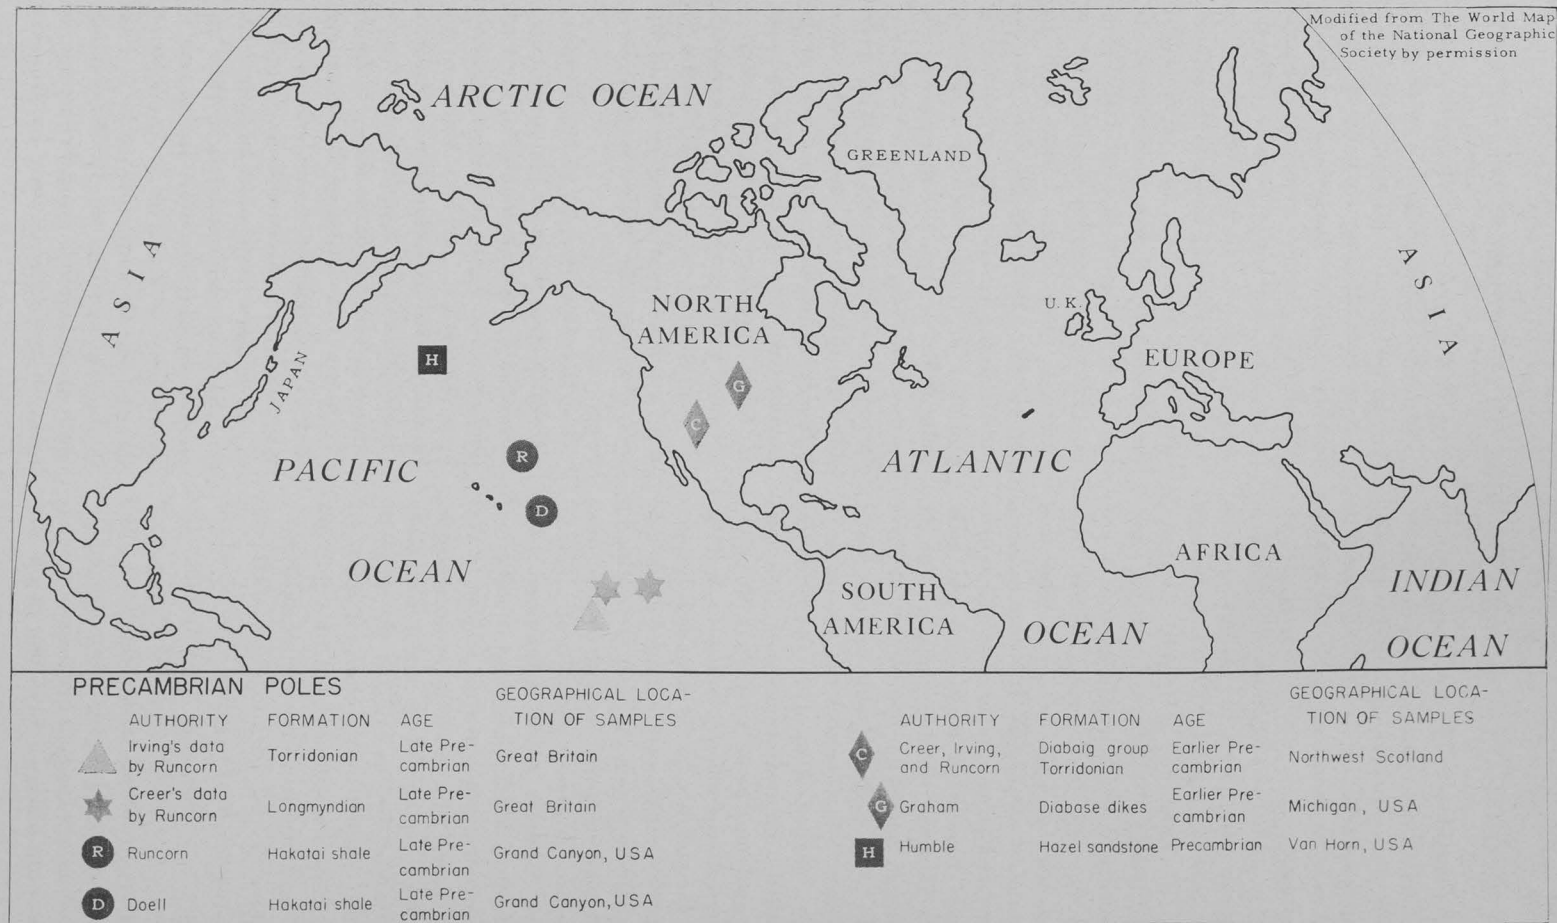 Modified from The World Map
of the National Geographic
Society by permission
ARCTIC OCEAN
GREENLAND
ASIA
ASIA
NORTH
AMERICA
U. K.
EUROPE
JAPAN
H
G
C
R
D
PACIFIC
OCEAN
ATLANTIC
OCEAN
AFRICA
SOUTH
AMERICA
INDIAN
OCEAN
PRECAMBRIAN POLES
AUTHORITY FORMATION AGE GEOGRAPHICAL LOCA-
TION OF SAMPLES
Irving's data
by Runcorn
Torridonian
Late Pre-
cambrian
Great Britain
Creer's data
by Runcorn
Longmyndian
Late Pre-
cambrian
Great Britain
R Runcorn
Hakatai shale
Late Pre-
cambrian
Grand Canyon, USA
D Doell
Hakatai shale
Late Pre-
cambrian
Grand Canyon, USA
AUTHORITY FORMATION AGE GEOGRAPHICAL LOCA-
TION OF SAMPLES
C Creer, Irving,
and Runcorn
Diabaig group
Torridonian
Earlier Pre-
cambrian
Northwest Scotland
G Graham
Diabase dikes
Earlier Pre-
cambrian
Michigan, USA
H Humble
Hazel sandstone
Precambrian
Van Horn, USA